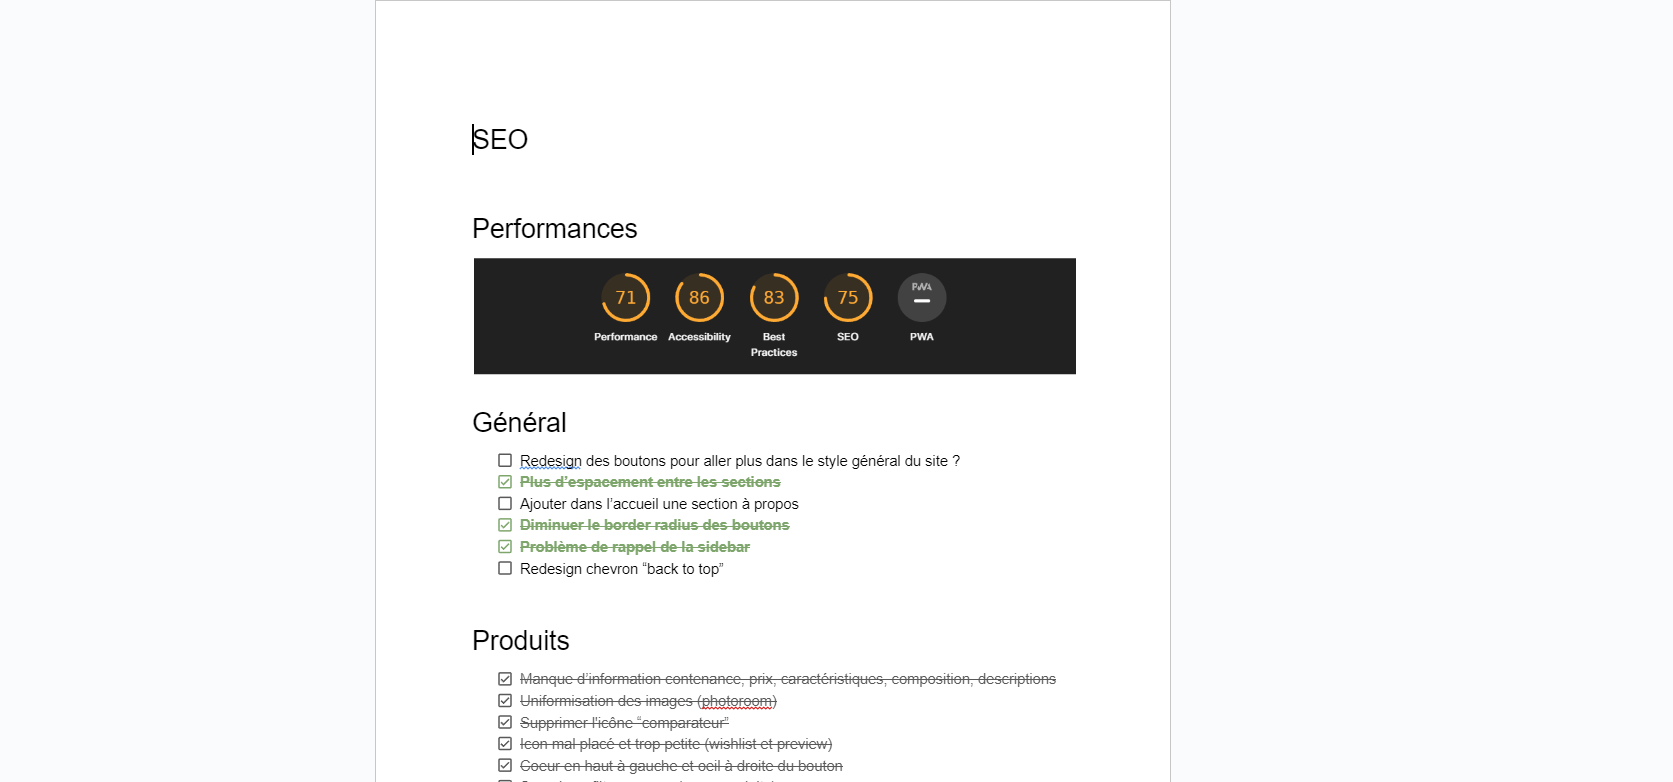 SEO
Performances
71 86 83 75 PWA
Performance Accessibility Best Practices SEO PWA
Général
Redesign des boutons pour aller plus dans le style général du site ?
Plus d’espacement entre les sections
Ajouter dans l’accueil une section à propos
Diminuer le border radius des boutons
Problème de rappel de la sidebar
Redesign chevron “back to top”
Produits
Manque d’information contenance, prix, caractéristiques, composition, descriptions
Uniformisation des images (photoroom)
Supprimer l'icône “comparateur”
Icon mal placé et trop petite (wishlist et preview)
Coeur en haut à gauche et oeil à droite du bouton